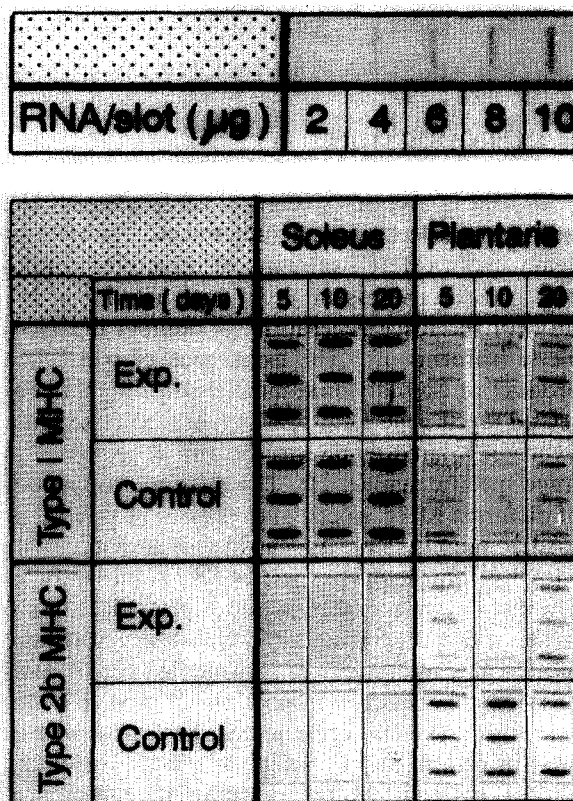 RNA/slot (µg) 2 4 6 8 10
Soleus Plantaris
Time (days) 5 10 20 5 10 20
Type I MHC
Exp.
Control
Type 2b MHC
Exp.
Control